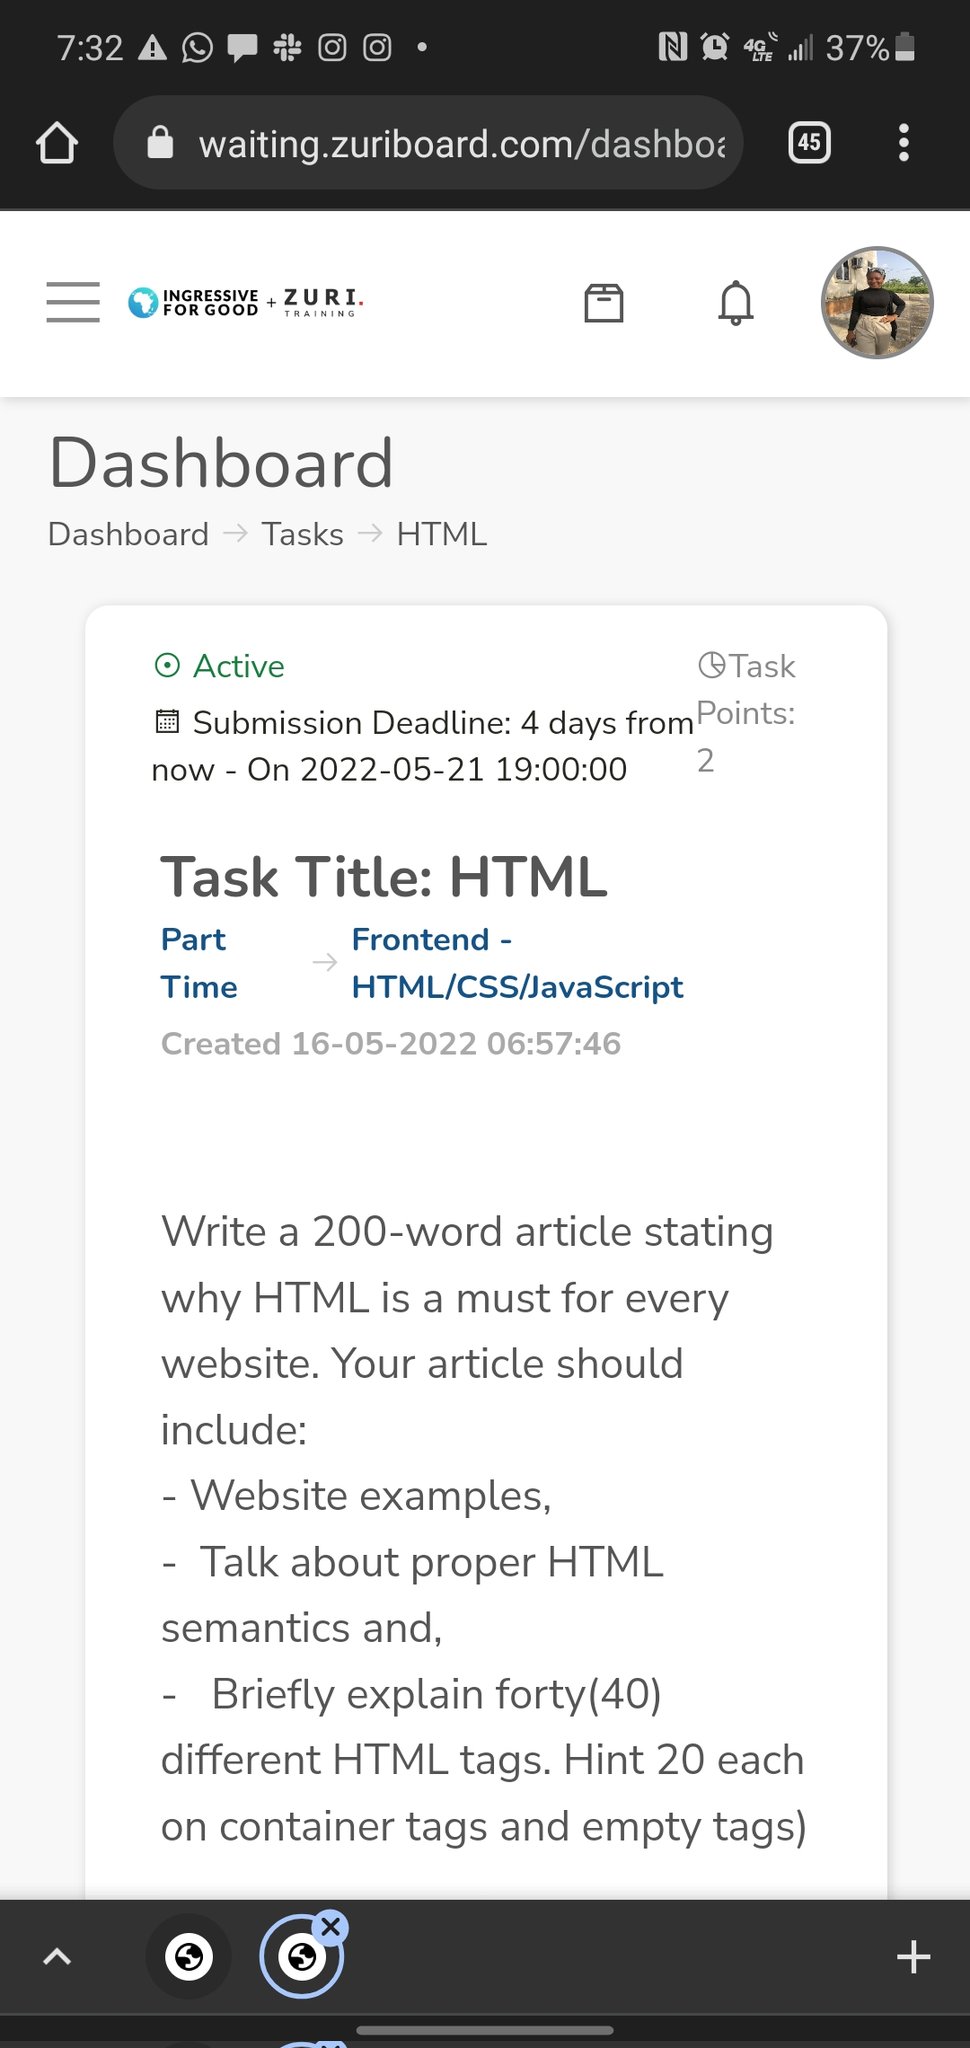 7:32 37%
4G LTE
waiting.zuriboard.com/dashboa
45
INGRESSIVE FOR GOOD + ZURI. TRAINING
Dashboard
Dashboard → Tasks → HTML
Active
Task Points: 2
Submission Deadline: 4 days from
now - On 2022-05-21 19:00:00
Task Title: HTML
Part Time → Frontend - HTML/CSS/JavaScript
Created 16-05-2022 06:57:46
Write a 200-word article stating
why HTML is a must for every
website. Your article should
include:
- Website examples,
- Talk about proper HTML
semantics and,
- Briefly explain forty(40)
different HTML tags. Hint 20 each
on container tags and empty tags)